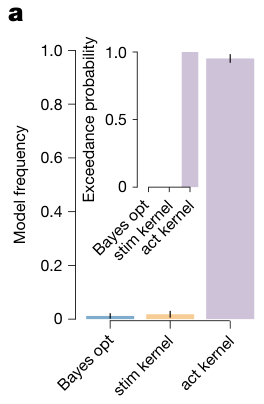 a
Model frequency
1.0
0.8
0.6
0.4
0.2
0
Bayes opt
stim kernel
act kernel
Exceedance probability
1.0
0.5
0
Bayes opt
stim kernel
act kernel